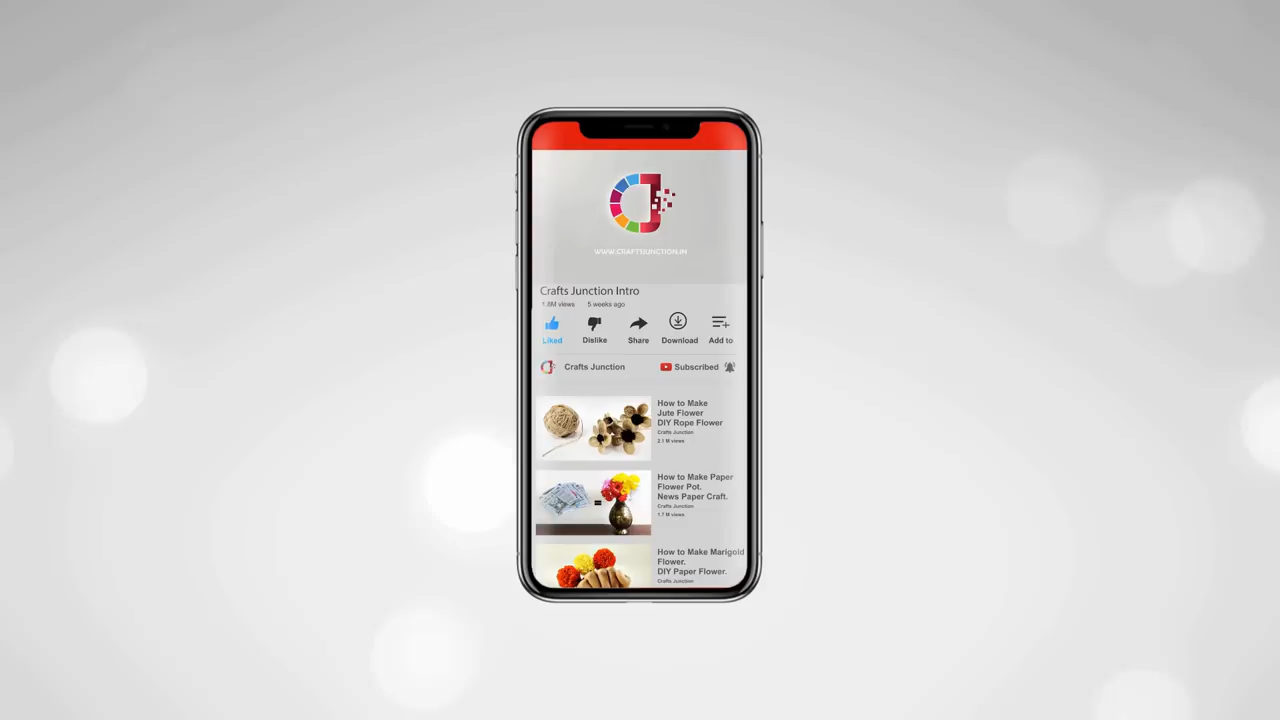 WWW.CRAFTSJUNCTION.IN
Crafts Junction Intro
1.8M views 5 weeks ago
Liked Dislike Share Download Add to
Crafts Junction Subscribed
How to Make
Jute Flower
DIY Rope Flower
Crafts Junction
2.1 M views
How to Make Paper
Flower Pot.
News Paper Craft.
Crafts Junction
1.7 M views
How to Make Marigold
Flower.
DIY Paper Flower.
Crafts Junction